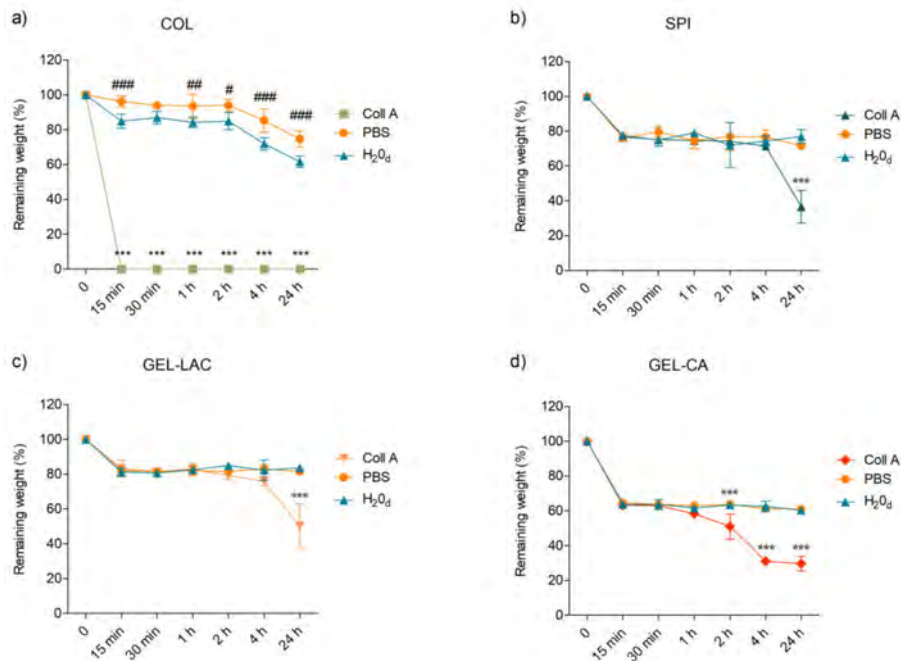 a)
COL
Remaining weight (%)
120
100
80
60
40
20
0
### ## # ### ###
*** *** *** *** *** ***
0 15 min 30 min 1 h 2 h 4 h 24 h
Coll A
PBS
H₂0d
b)
SPI
Remaining weight (%)
120
100
80
60
40
20
0
***
0 15 min 30 min 1 h 2 h 4 h 24 h
Coll A
PBS
H₂0d
c)
GEL-LAC
Remaining weight (%)
120
100
80
60
40
20
0
***
0 15 min 30 min 1 h 2 h 4 h 24 h
Coll A
PBS
H₂0d
d)
GEL-CA
Remaining weight (%)
120
100
80
60
40
20
0
*** *** ***
0 15 min 30 min 1 h 2 h 4 h 24 h
Coll A
PBS
H₂0d